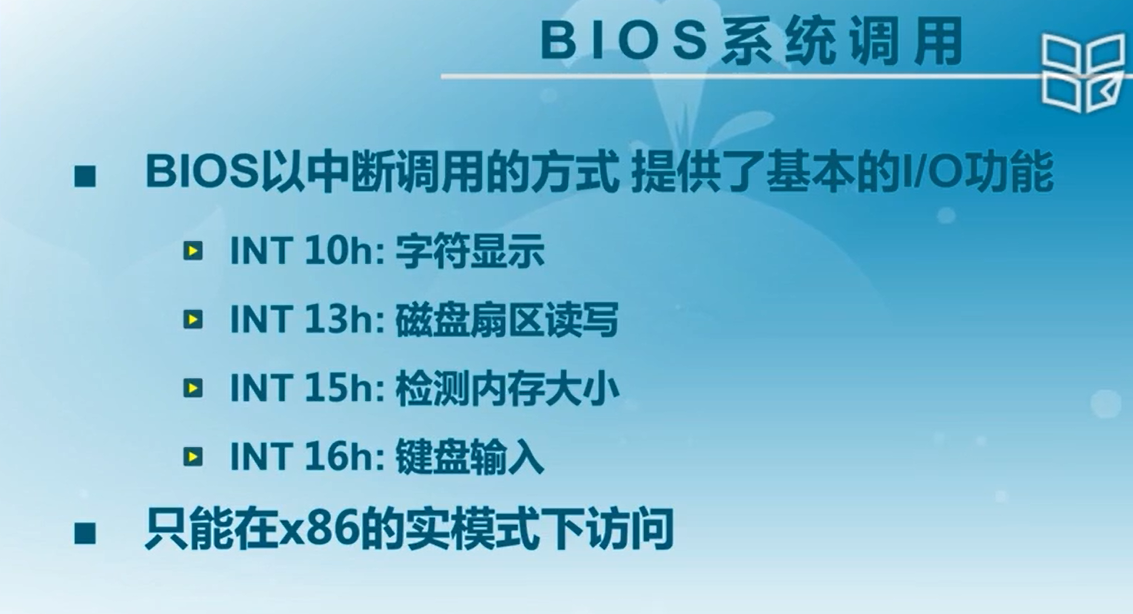 BIOS系统调用
BIOS以中断调用的方式 提供了基本的I/O功能
INT 10h: 字符显示
INT 13h: 磁盘扇区读写
INT 15h: 检测内存大小
INT 16h: 键盘输入
只能在x86的实模式下访问